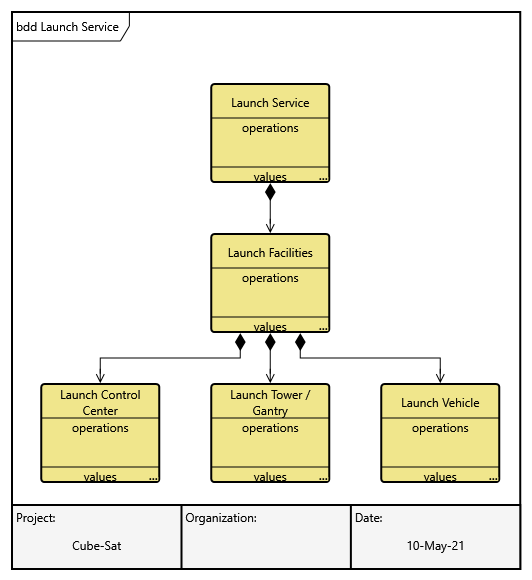 bdd Launch Service
Launch Service
operations
values
...
Launch Facilities
operations
values
...
Launch Control
Center
operations
values
...
Launch Tower /
Gantry
operations
values
...
Launch Vehicle
operations
values
...
Project:
Cube-Sat
Organization:
Date:
10-May-21